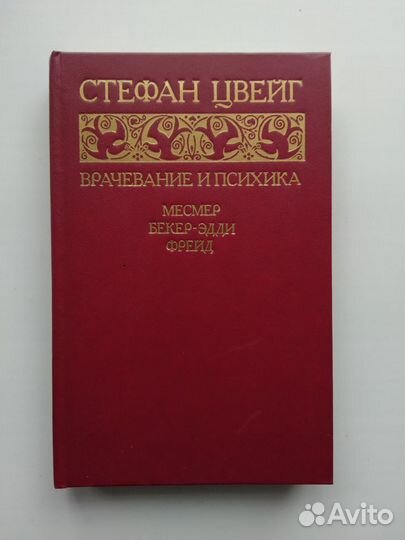 СТЕФАН ЦВЕЙГ
ВРАЧЕВАНИЕ И ПСИХИКА
МЕСМЕР
БЕКЕР-ЭДДИ
ФРЕЙД
Avito